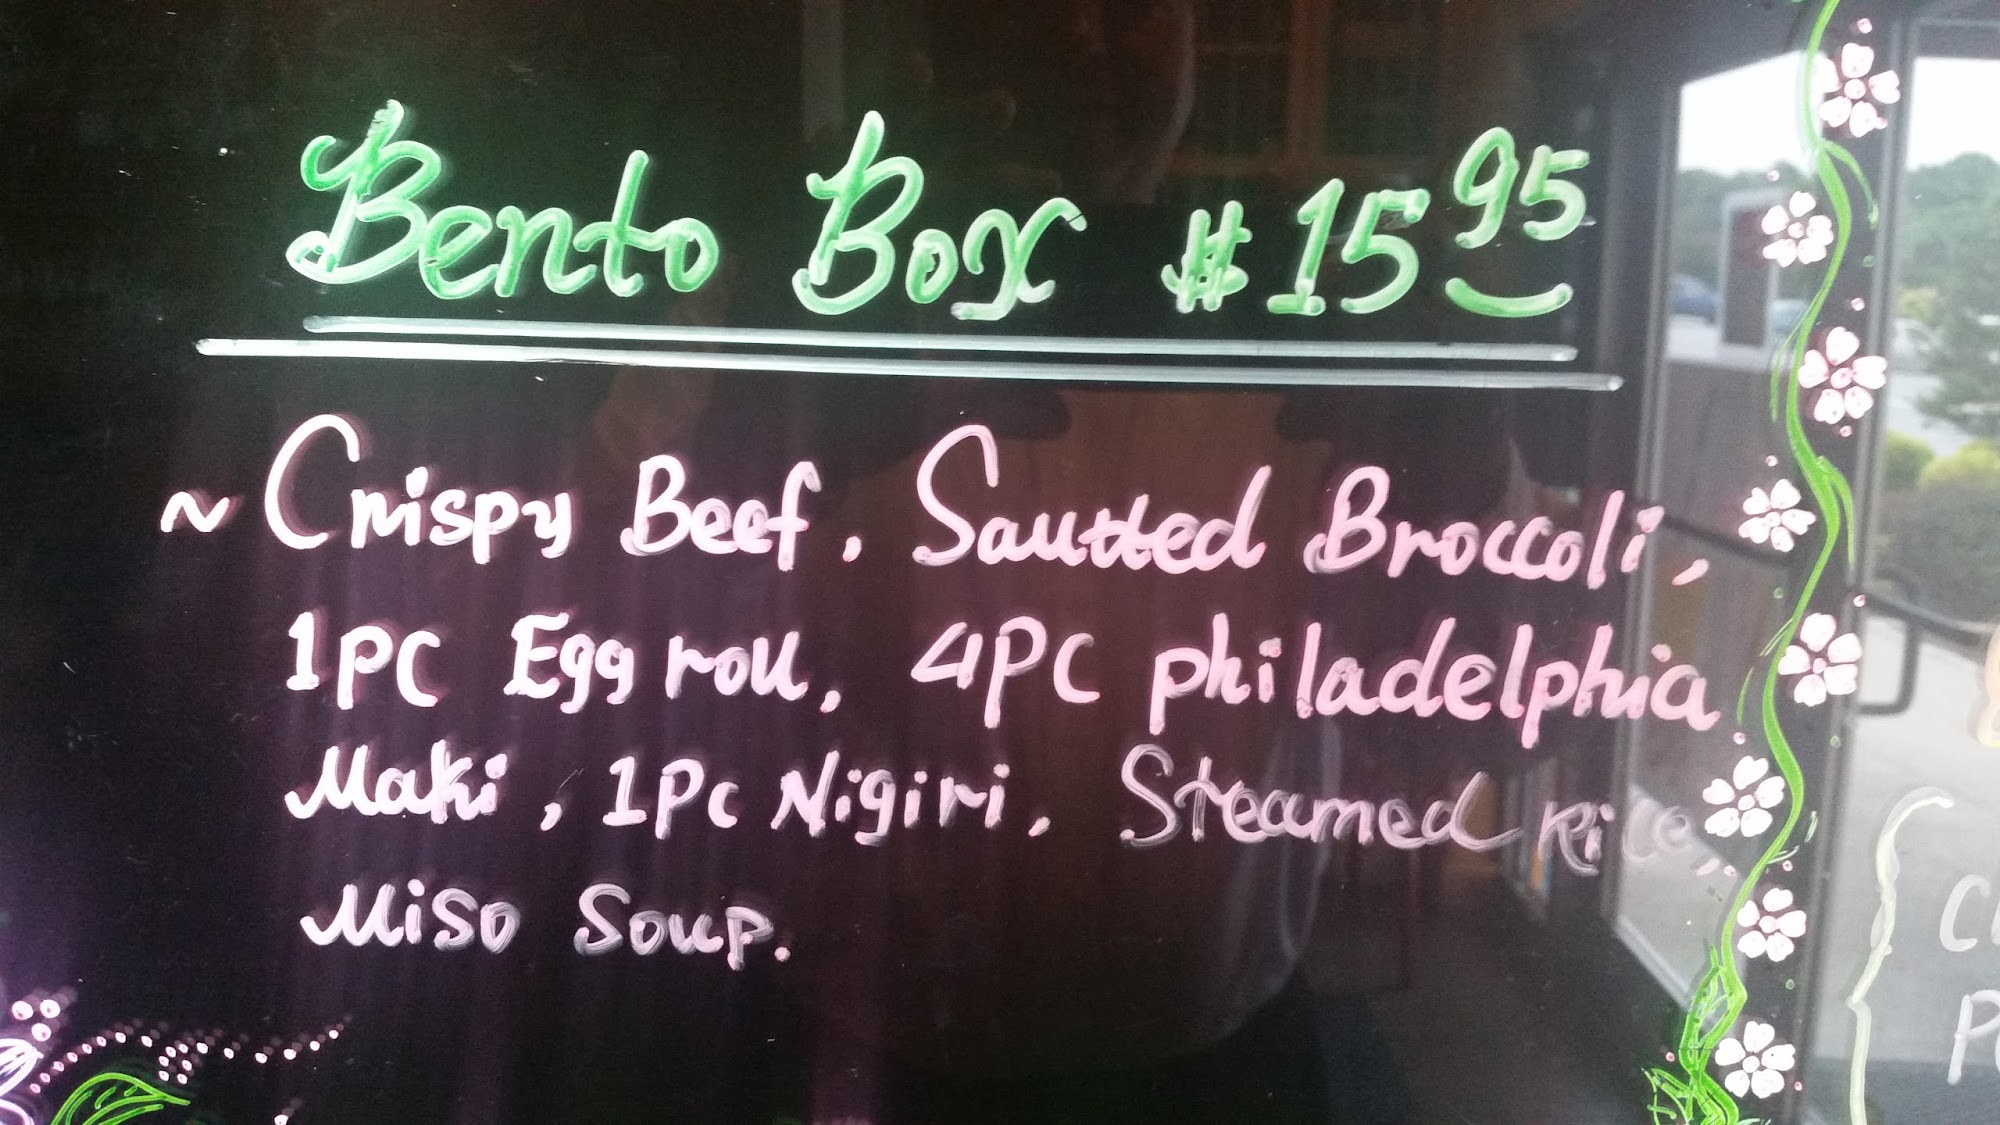 Bento Box $15.95
~ Crispy Beef, Sautted Broccoli,
1PC Egg roll, 4PC philadelphia
Maki, 1Pc Nigiri, Steamed Rice,
Miso Soup.